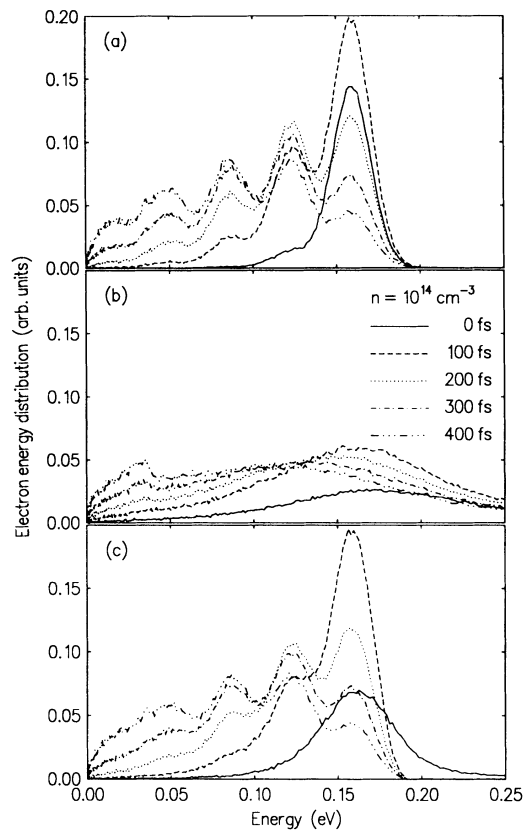 Electron energy distribution (arb. units)
0.20
(a)
0.15
0.10
0.05
0.00
(b)
n = 10¹⁴ cm⁻³
0 fs
100 fs
200 fs
300 fs
400 fs
0.15
0.10
0.05
0.00
(c)
0.15
0.10
0.05
0.00
0.00 0.05 0.10 0.15 0.20 0.25
Energy (eV)